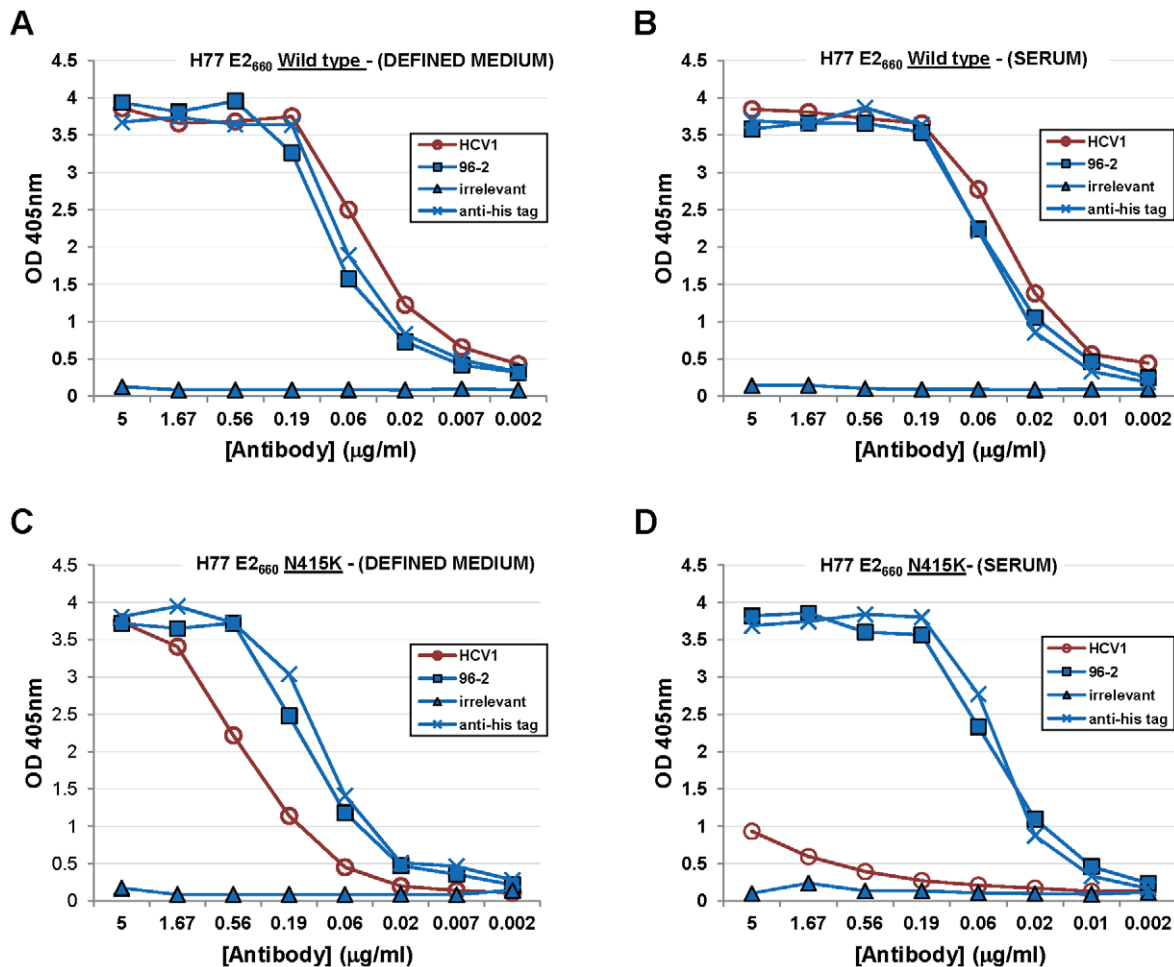 A
H77 E2660 Wild type - (DEFINED MEDIUM)
4.5
4
3.5
3
2.5
2
1.5
1
0.5
0
OD 405nm
HCV1
96-2
irrelevant
anti-his tag
5 1.67 0.56 0.19 0.06 0.02 0.007 0.002
[Antibody] (μg/ml)
B
H77 E2660 Wild type - (SERUM)
4.5
4
3.5
3
2.5
2
1.5
1
0.5
0
OD 405nm
HCV1
96-2
irrelevant
anti-his tag
5 1.67 0.56 0.19 0.06 0.02 0.01 0.002
[Antibody] (μg/ml)
C
H77 E2660 N415K - (DEFINED MEDIUM)
4.5
4
3.5
3
2.5
2
1.5
1
0.5
0
OD 405nm
HCV1
96-2
irrelevant
anti-his tag
5 1.67 0.56 0.19 0.06 0.02 0.007 0.002
[Antibody] (μg/ml)
D
H77 E2660 N415K- (SERUM)
4.5
4
3.5
3
2.5
2
1.5
1
0.5
0
OD 405nm
HCV1
96-2
irrelevant
anti-his tag
5 1.67 0.56 0.19 0.06 0.02 0.01 0.002
[Antibody] (μg/ml)